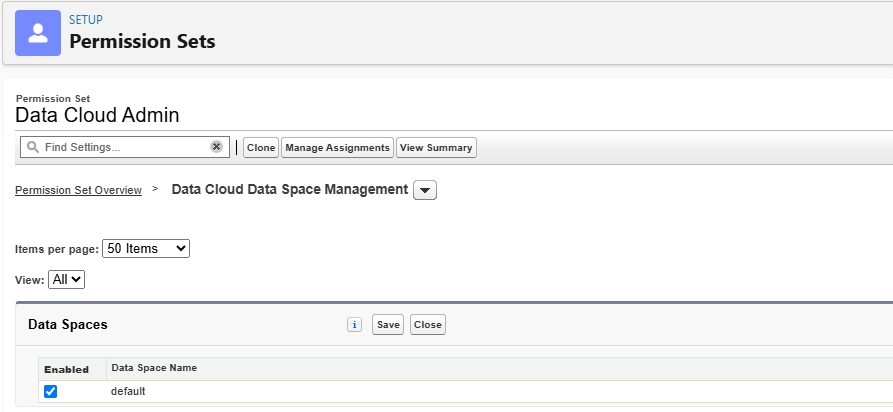 SETUP
Permission Sets
Permission Set
Data Cloud Admin
Find Settings... Clone Manage Assignments View Summary
Permission Set Overview > Data Cloud Data Space Management
Items per page: 50 Items
View: All
Data Spaces i Save Close
Enabled Data Space Name
default